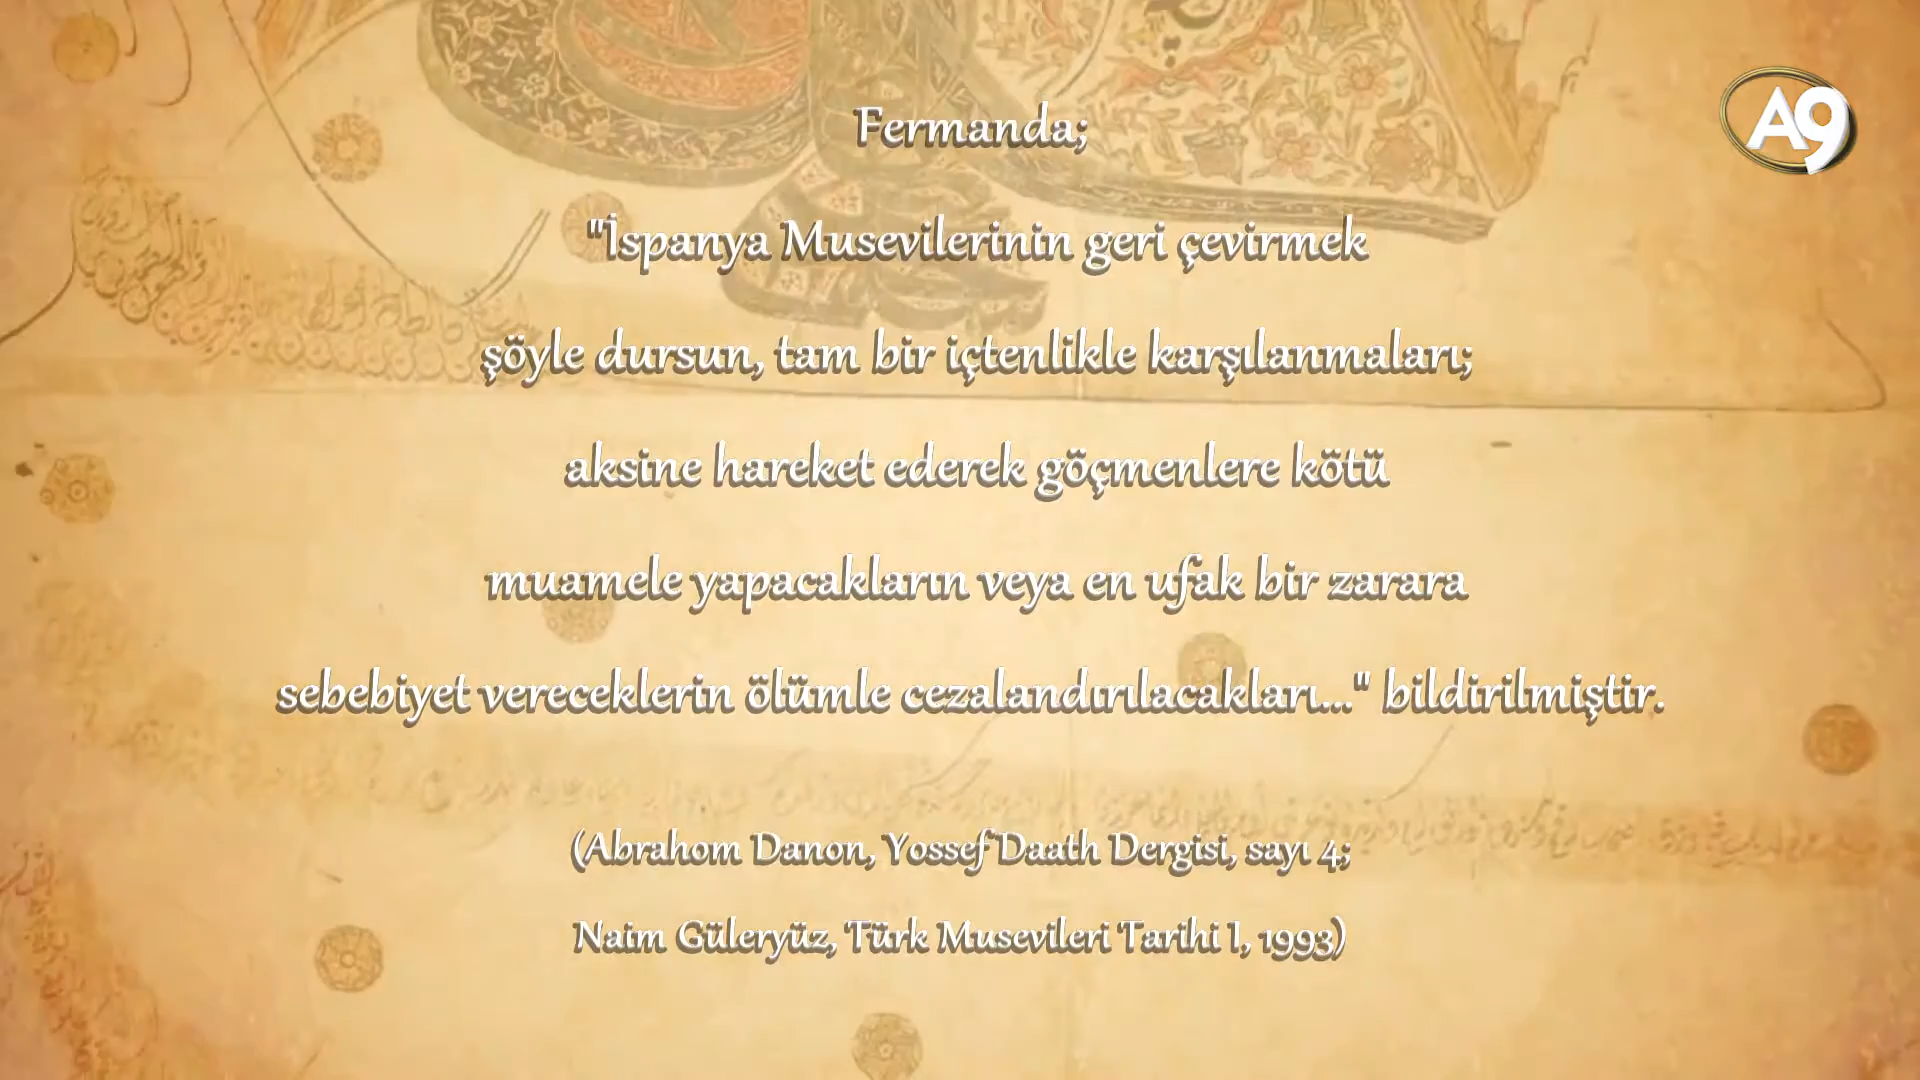 A9
Fermanda;
"İspanya Musevilerinin geri çevirmek
şöyle dursun, tam bir içtenlikle karşılanmaları;
aksine hareket ederek göçmenlere kötü
muamele yapacakların veya en ufak bir zarara
sebebiyet vereceklerin ölümle cezalandırılacakları..." bildirilmiştir.
(Abrahom Danon, Yossef Daath Dergisi, sayı 4;
Naim Güleryüz, Türk Musevileri Tarihi I, 1993)